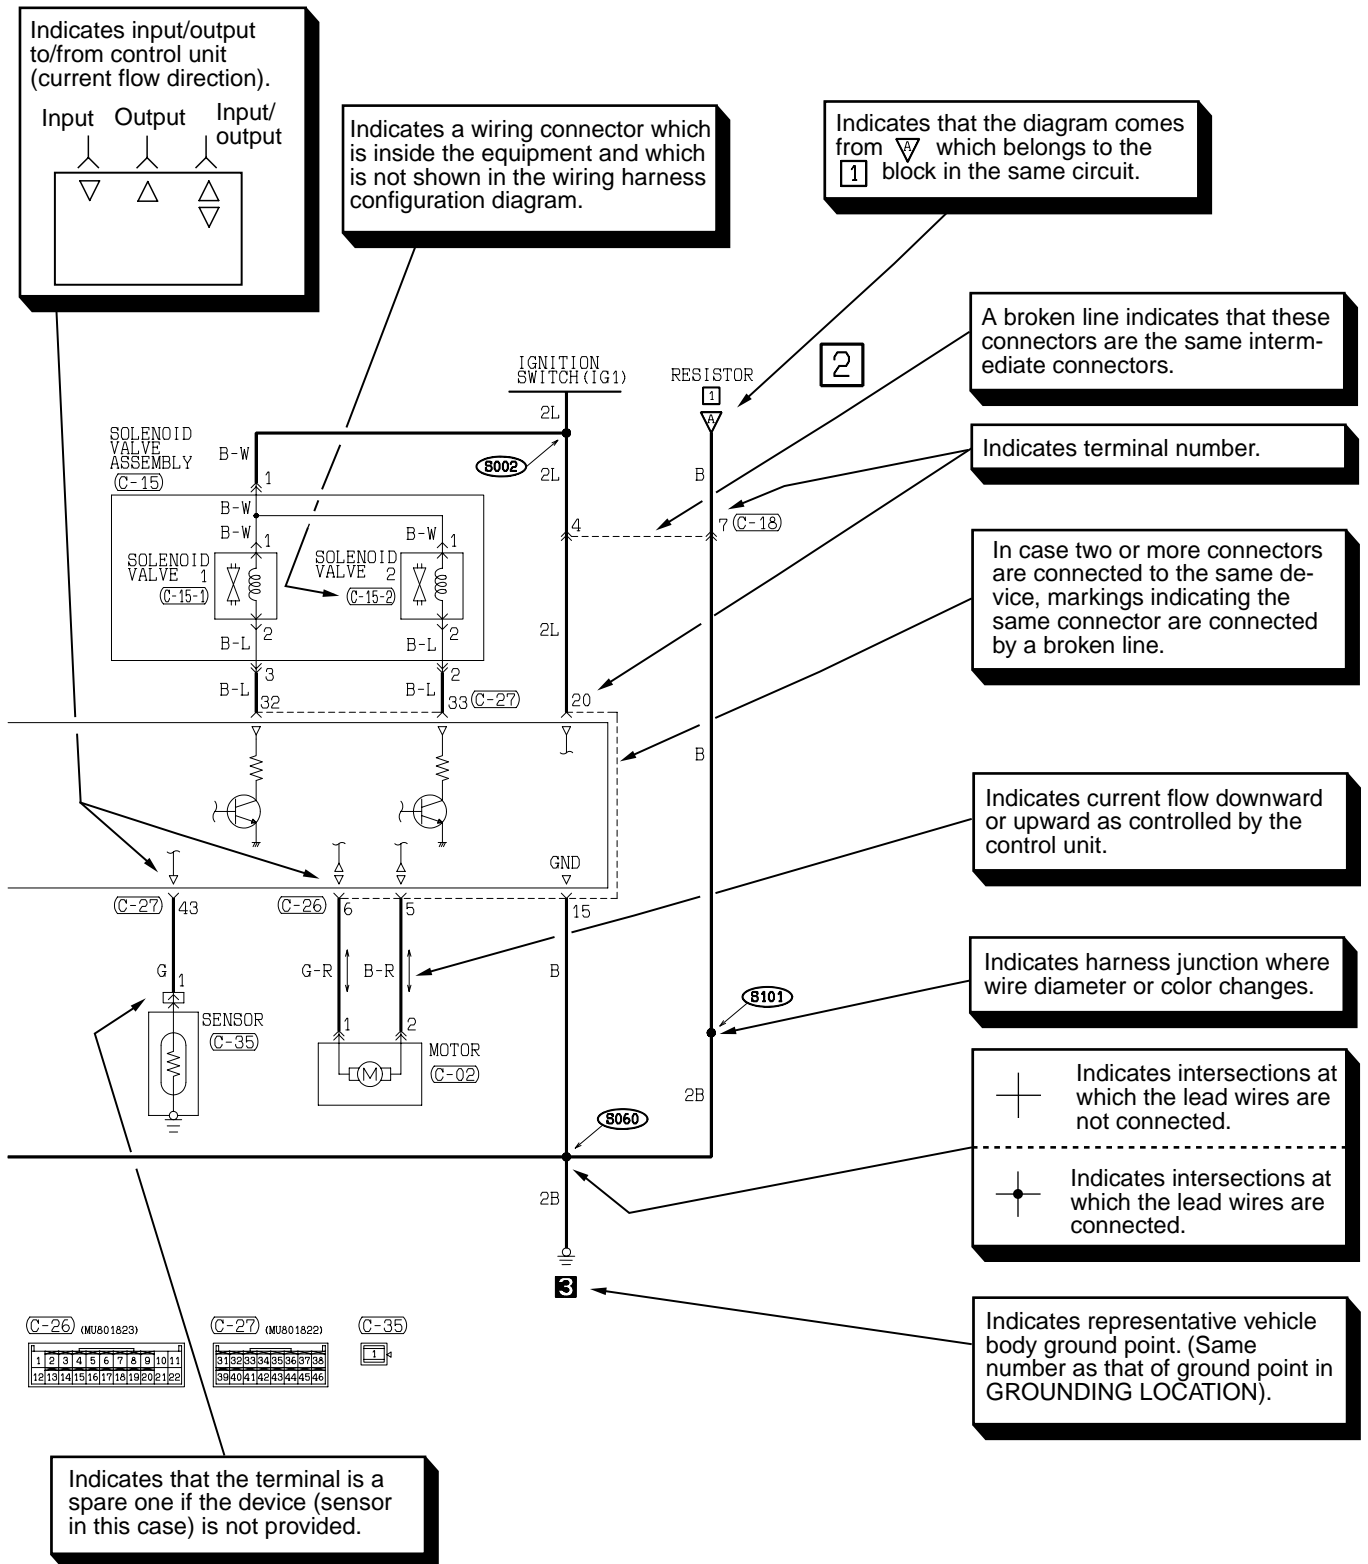 Indicates input/output
to/from control unit
(current flow direction).
Input Output Input/
output
Indicates a wiring connector which
is inside the equipment and which
is not shown in the wiring harness
configuration diagram.
Indicates that the diagram comes
from A which belongs to the
1 block in the same circuit.
A broken line indicates that these
connectors are the same interm-
ediate connectors.
Indicates terminal number.
In case two or more connectors
are connected to the same de-
vice, markings indicating the
same connector are connected
by a broken line.
Indicates current flow downward
or upward as controlled by the
control unit.
Indicates harness junction where
wire diameter or color changes.
Indicates intersections at
which the lead wires are
not connected.
Indicates intersections at
which the lead wires are
connected.
Indicates representative vehicle
body ground point. (Same
number as that of ground point in
GROUNDING LOCATION).
IGNITION
SWITCH(IG1)
RESISTOR
1
A
2
2L
SOLENOID
VALVE
ASSEMBLY
(C-15)
B-W
1
S002
2L
B
B-W
B-W
1
B-W
1
4
7 (C-18)
SOLENOID
VALVE 1
(C-15-1)
SOLENOID
VALVE 2
(C-15-2)
2
2
B-L
B-L
2L
3
2
B-L
32
B-L
33 (C-27)
20
B
GND
(C-27) 43
(C-26) 6
5
15
G
1
G-R
B-R
B
S101
SENSOR
(C-35)
1
2
MOTOR
(C-02)
M
2B
S060
2B
3
(C-26) (MU801823)
1 2 3 4 5 6 7 8 9 10 11
12 13 14 15 16 17 18 19 20 21 22
(C-27) (MU801822)
31 32 33 34 35 36 37 38
39 40 41 42 43 44 45 46
(C-35)
1
Indicates that the terminal is a
spare one if the device (sensor
in this case) is not provided.